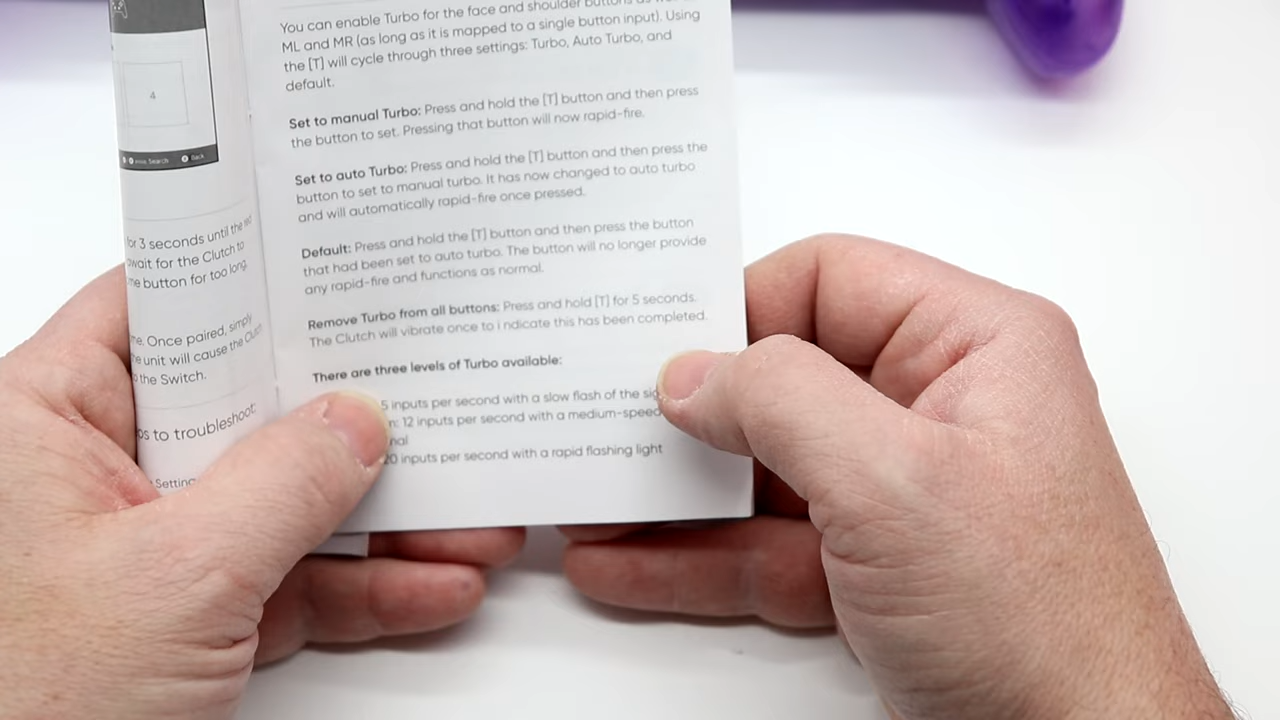 4
Search
Back
for 3 seconds until the red
await for the Clutch to
button for too long.
Once paired, simply
unit will cause the Clutch
the Switch.
to troubleshoot:
You can enable Turbo for the face and shoulder buttons as well as
ML and MR (as long as it is mapped to a single button input). Using
the [T] will cycle through three settings: Turbo, Auto Turbo, and
default.
Set to manual Turbo: Press and hold the [T] button and then press
the button to set. Pressing that button will now rapid-fire.
Set to auto Turbo: Press and hold the [T] button and then press the
button to set to manual turbo. It has now changed to auto turbo
and will automatically rapid-fire once pressed.
Default: Press and hold the [T] button and then press the button
that had been set to auto turbo. The button will no longer provide
any rapid-fire and functions as normal.
Remove Turbo from all buttons: Press and hold [T] for 5 seconds.
The Clutch will vibrate once to i ndicate this has been completed.
There are three levels of Turbo available:
5 inputs per second with a slow flash of the
12 inputs per second with a medium-speed
20 inputs per second with a rapid flashing light